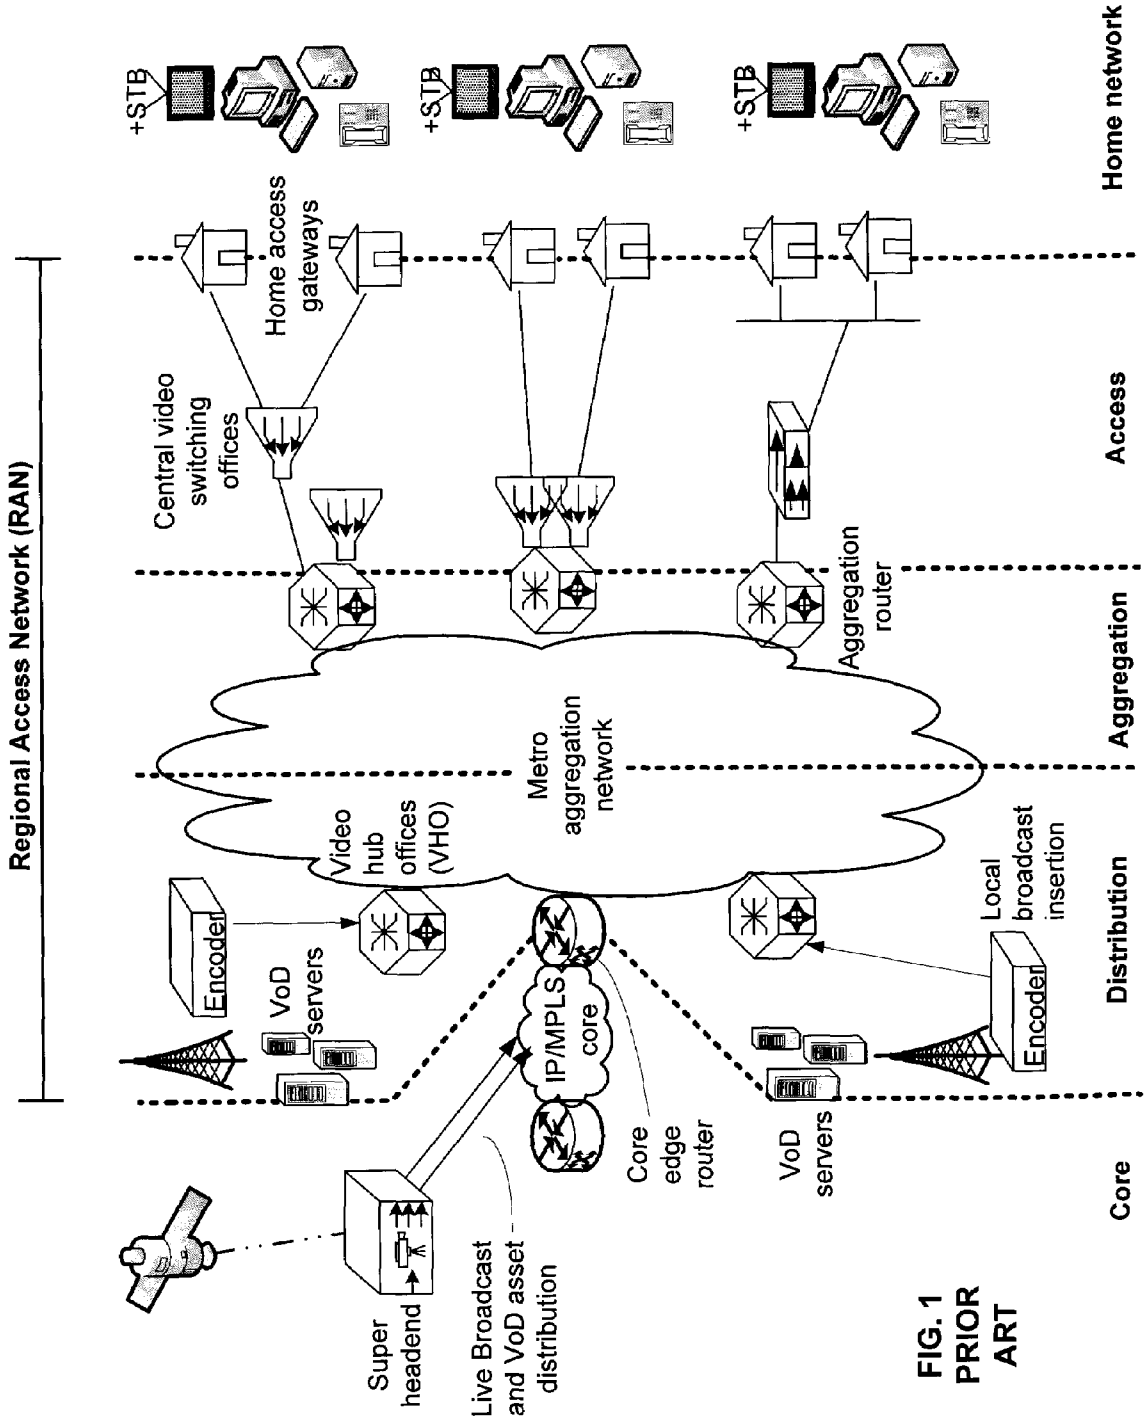 Regional Access Network (RAN)
+STB
+STB
+STB
Home access
gateways
Central video
switching
offices
Aggregation
router
Metro
aggregation
network
Video
hub
offices
(VHO)
Encoder
VoD
servers
Local
broadcast
insertion
Encoder
IP/MPLS
core
Core
edge
router
VoD
servers
Super
headend
Live Broadcast
and VoD asset
distribution
Core
Distribution
Aggregation
Access
Home network
FIG. 1
PRIOR
ART